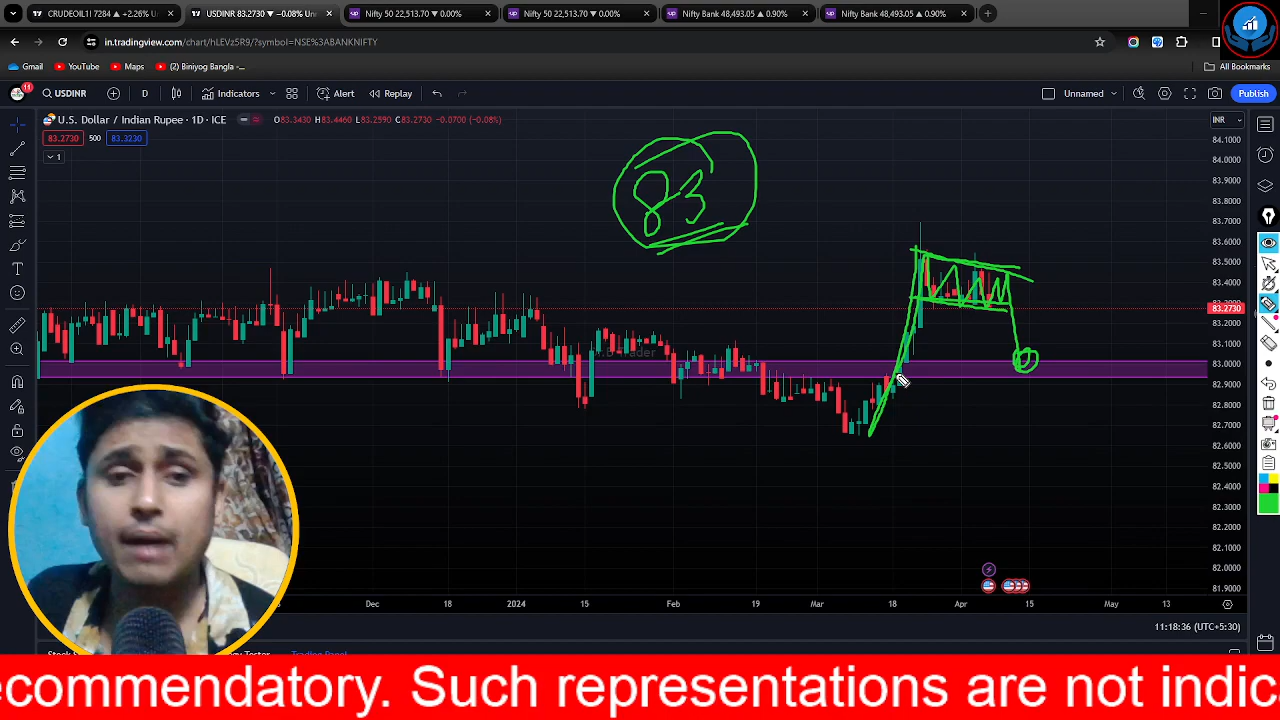 CRUDEOIL1! 7284 ▲ +2.26% U
USDINR 83.2730 ▼ −0.08% Un
Nifty 50 22,513.70 ▼ 0.00%
Nifty 50 22,513.70 ▼ 0.00%
Nifty Bank 48,493.05 ▲ 0.90%
Nifty Bank 48,493.05 ▲ 0.90%
in.tradingview.com/chart/hLEVz5R9/?symbol=NSE%3ABANKNIFTY
Gmail YouTube Maps (2) Biniyog Bangla -... All Bookmarks
11 USDINR D Indicators Alert Replay Unnamed Publish
U.S. Dollar / Indian Rupee · 1D · ICE O83.3430 H83.4460 L83.2590 C83.2730 −0.0700 (−0.08%)
INR
83.2730 500 83.3230
1
83
84.1000
84.0000
83.9000
83.8000
83.7000
83.6000
83.5000
83.4000
83.2730
83.2000
83.1000
83.0000
82.9000
82.8000
82.7000
82.6000
82.5000
82.4000
82.3000
82.2000
82.1000
82.0000
81.9000
Trader
Dec 18 2024 15 Feb 19 Mar 18 Apr 15 May 13
11:18:36 (UTC+5:30)
Trading Panel
ecommendatory. Such representations are not indic